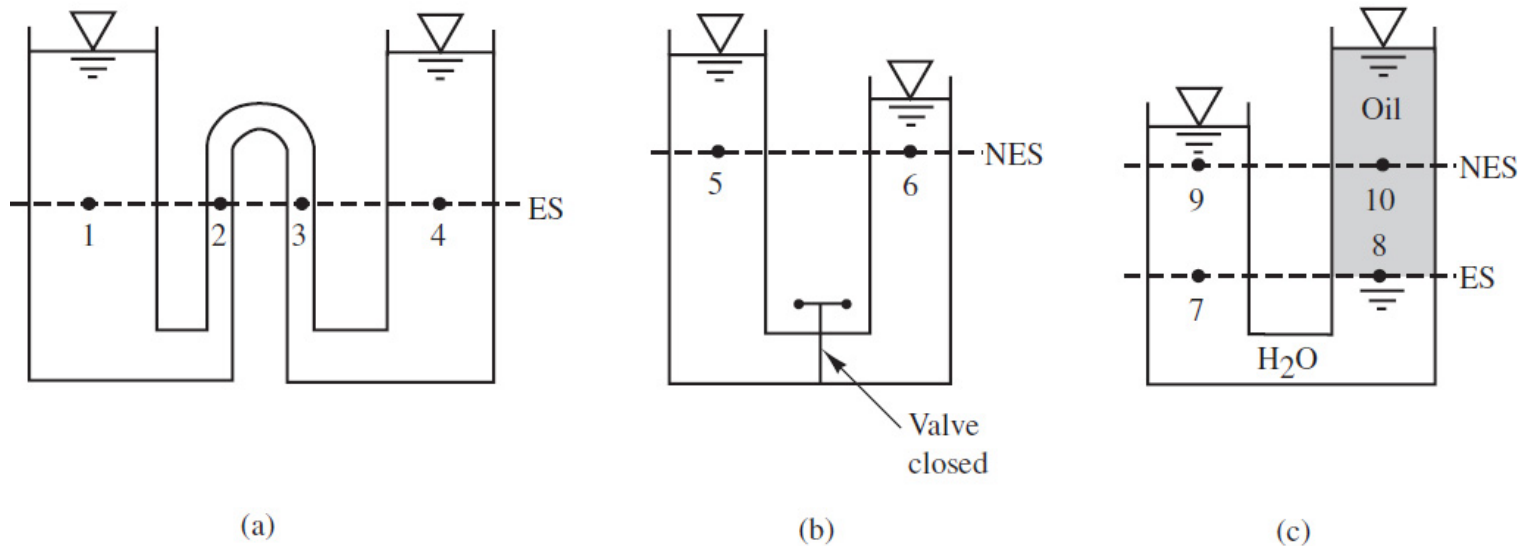 1 2 3 4 ES
(a)
5 6 NES
Valve
closed
(b)
Oil
9 10 NES
8
7 ES
H₂O
(c)